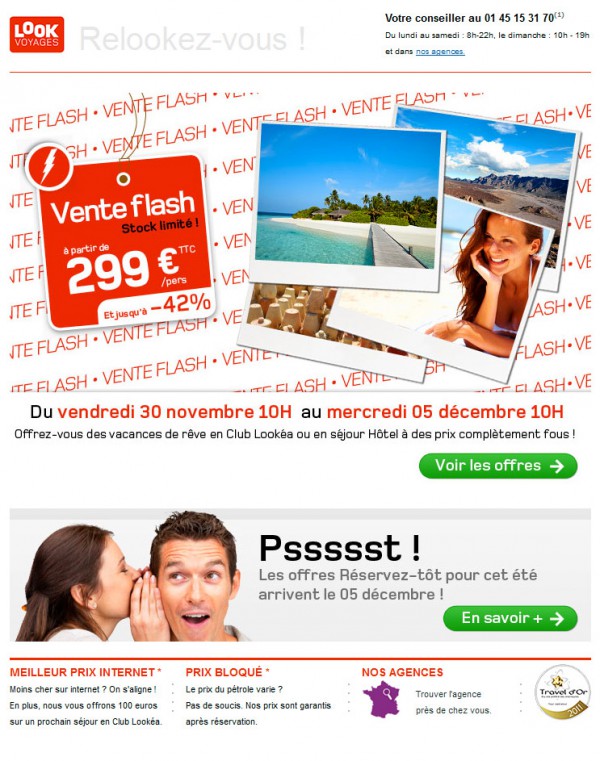 LOOK
VOYAGES
Relookez-vous !
Votre conseiller au 01 45 15 31 70(1)
Du lundi au samedi : 8h-22h, le dimanche : 10h - 19h
et dans nos agences.
VENTE FLASH • VENTE FLASH • VENTE FLASH
Vente flash
Stock limité !
à partir de
299 € TTC
/pers
Et jusqu'à -42%
Du vendredi 30 novembre 10H au mercredi 05 décembre 10H
Offrez-vous des vacances de rêve en Club Lookéa ou en séjour Hôtel à des prix complètement fous !
Voir les offres
Psssssst !
Les offres Réservez-tôt pour cet été
arrivent le 05 décembre !
En savoir +
MEILLEUR PRIX INTERNET *
Moins cher sur internet ? On s'aligne !
En plus, nous vous offrons 100 euros
sur un prochain séjour en Club Lookéa.
PRIX BLOQUÉ *
Le prix du pétrole varie ?
Pas de soucis. Nos prix sont garantis
après réservation.
NOS AGENCES
Trouver l'agence
près de chez vous.
Travel d'Or
2011